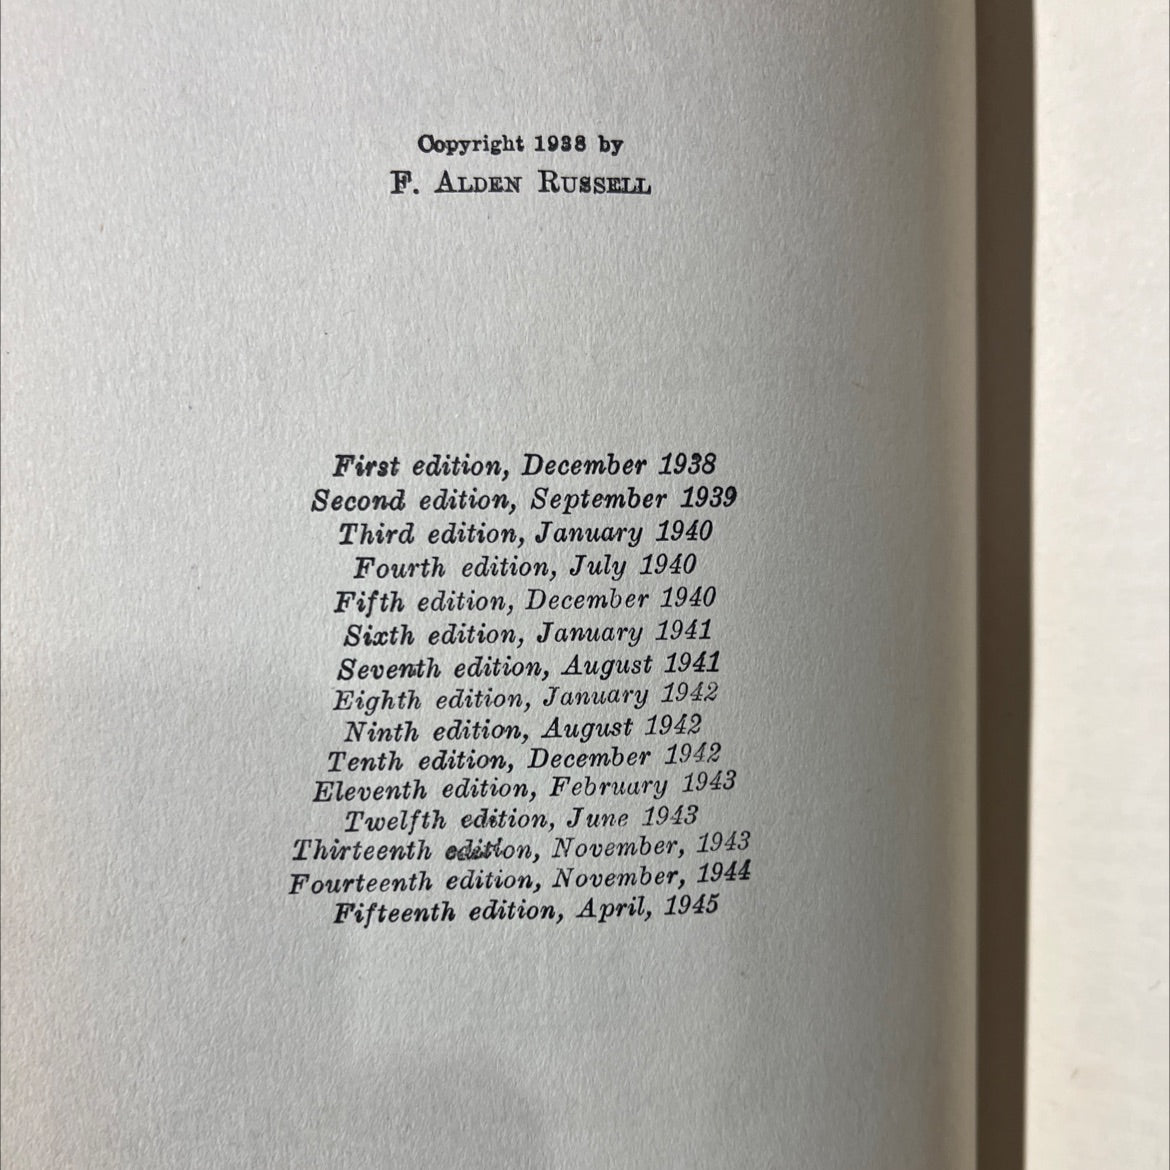 Copyright 1938 by
F. ALDEN RUSSELL
First edition, December 1938
Second edition, September 1939
Third edition, January 1940
Fourth edition, July 1940
Fifth edition, December 1940
Sixth edition, January 1941
Seventh edition, August 1941
Eighth edition, January 1942
Ninth edition, August 1942
Tenth edition, December 1942
Eleventh edition, February 1943
Twelfth edition, June 1943
Thirteenth edition, November, 1943
Fourteenth edition, November, 1944
Fifteenth edition, April, 1945